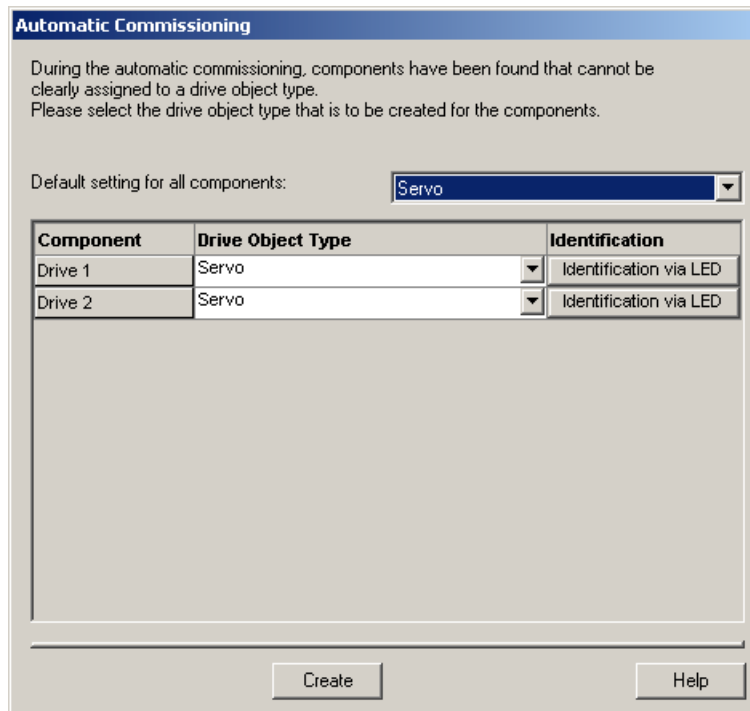 Automatic Commissioning
During the automatic commissioning, components have been found that cannot be
clearly assigned to a drive object type.
Please select the drive object type that is to be created for the components.
Default setting for all components: Servo
Component Drive Object Type Identification
Drive 1 Servo Identification via LED
Drive 2 Servo Identification via LED
Create Help